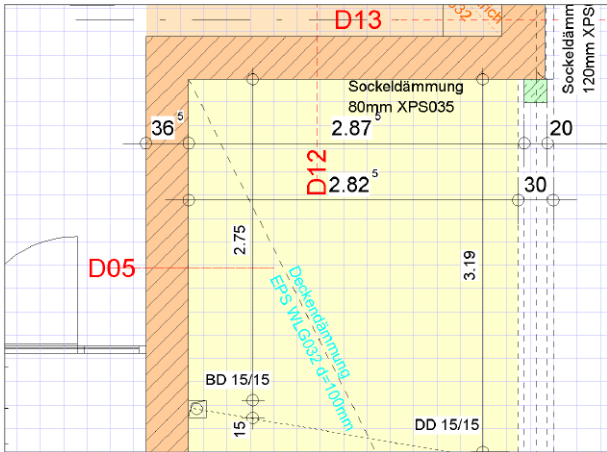 D13
Sockeldämm
120mm XPS
Sockeldämmung
80mm XPS035
36⁵
2.87⁵
20
D12
2.82⁵
30
2.75
3.19
D05
Deckendämmung
EPS WLG032 d=100mm
BD 15/15
15
DD 15/15